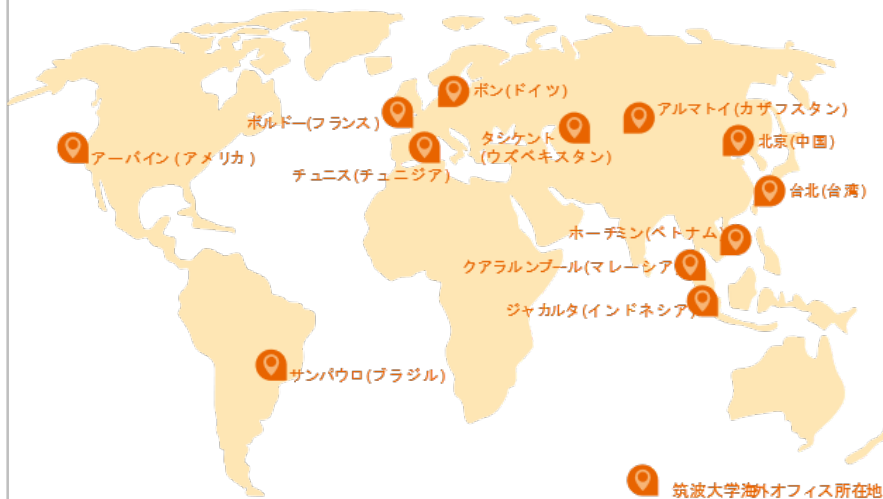 ボン(ドイツ)
アルマトイ(カザフスタン)
ボルドー(フランス)
タシケント
(ウズベキスタン)
北京(中国)
アーバイン(アメリカ)
チュニス(チュニジア)
台北(台湾)
ホーチミン(ベトナム)
クアラルンプール(マレーシア)
ジャカルタ(インドネシア)
サンパウロ(ブラジル)
筑波大学海外オフィス所在地